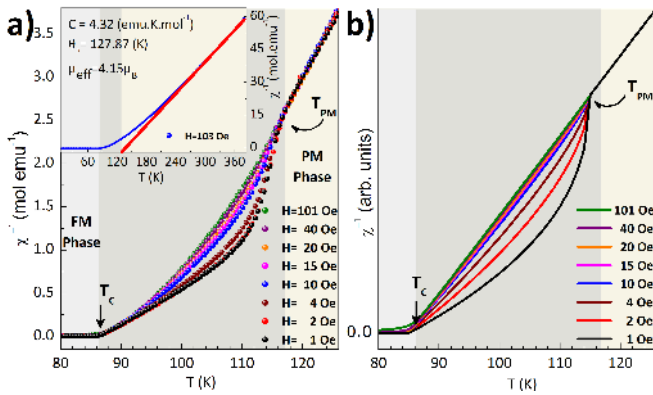 a)
C = 4.32 (emu.K.mol⁻¹)
= 127.87 (K)
μeff=4.15μB
H=103 Oe
60
45
30
15
0
χ⁻¹ (mol.emu⁻¹)
60 120 180 240 300 360
T (K)
TPM
PM
Phase
FM
Phase
TC
H=101 Oe
H= 40 Oe
H= 20 Oe
H= 15 Oe
H= 10 Oe
H= 4 Oe
H= 2 Oe
H= 1 Oe
3.5
3.0
2.5
2.0
1.5
1.0
0.5
0.0
χ⁻¹ (mol emu⁻¹)
80 90 100 110 120
T (K)
b)
TPM
TC
101 Oe
40 Oe
20 Oe
15 Oe
10 Oe
4 Oe
2 Oe
1 Oe
0.0
χ⁻¹ (arb. units)
80 90 100 110 120
T (K)